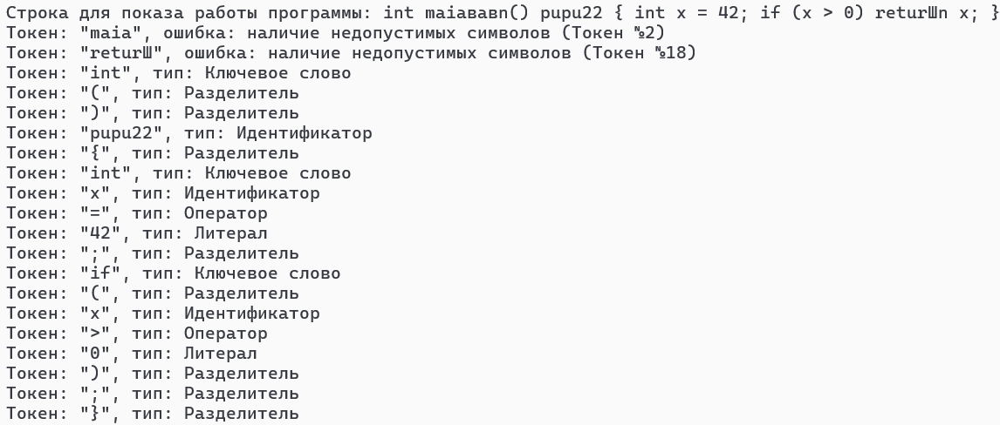 Строка для показа работы программы: int maiaваbn() pupu22 { int x = 42; if (x > 0) returШn x; }
Токен: "maia", ошибка: наличие недопустимых символов (Токен №2)
Токен: "returШ", ошибка: наличие недопустимых символов (Токен №18)
Токен: "int", тип: Ключевое слово
Токен: "(", тип: Разделитель
Токен: ")", тип: Разделитель
Токен: "pupu22", тип: Идентификатор
Токен: "{", тип: Разделитель
Токен: "int", тип: Ключевое слово
Токен: "x", тип: Идентификатор
Токен: "=", тип: Оператор
Токен: "42", тип: Литерал
Токен: ";", тип: Разделитель
Токен: "if", тип: Ключевое слово
Токен: "(", тип: Разделитель
Токен: "x", тип: Идентификатор
Токен: ">", тип: Оператор
Токен: "0", тип: Литерал
Токен: ")", тип: Разделитель
Токен: ";", тип: Разделитель
Токен: "}", тип: Разделитель